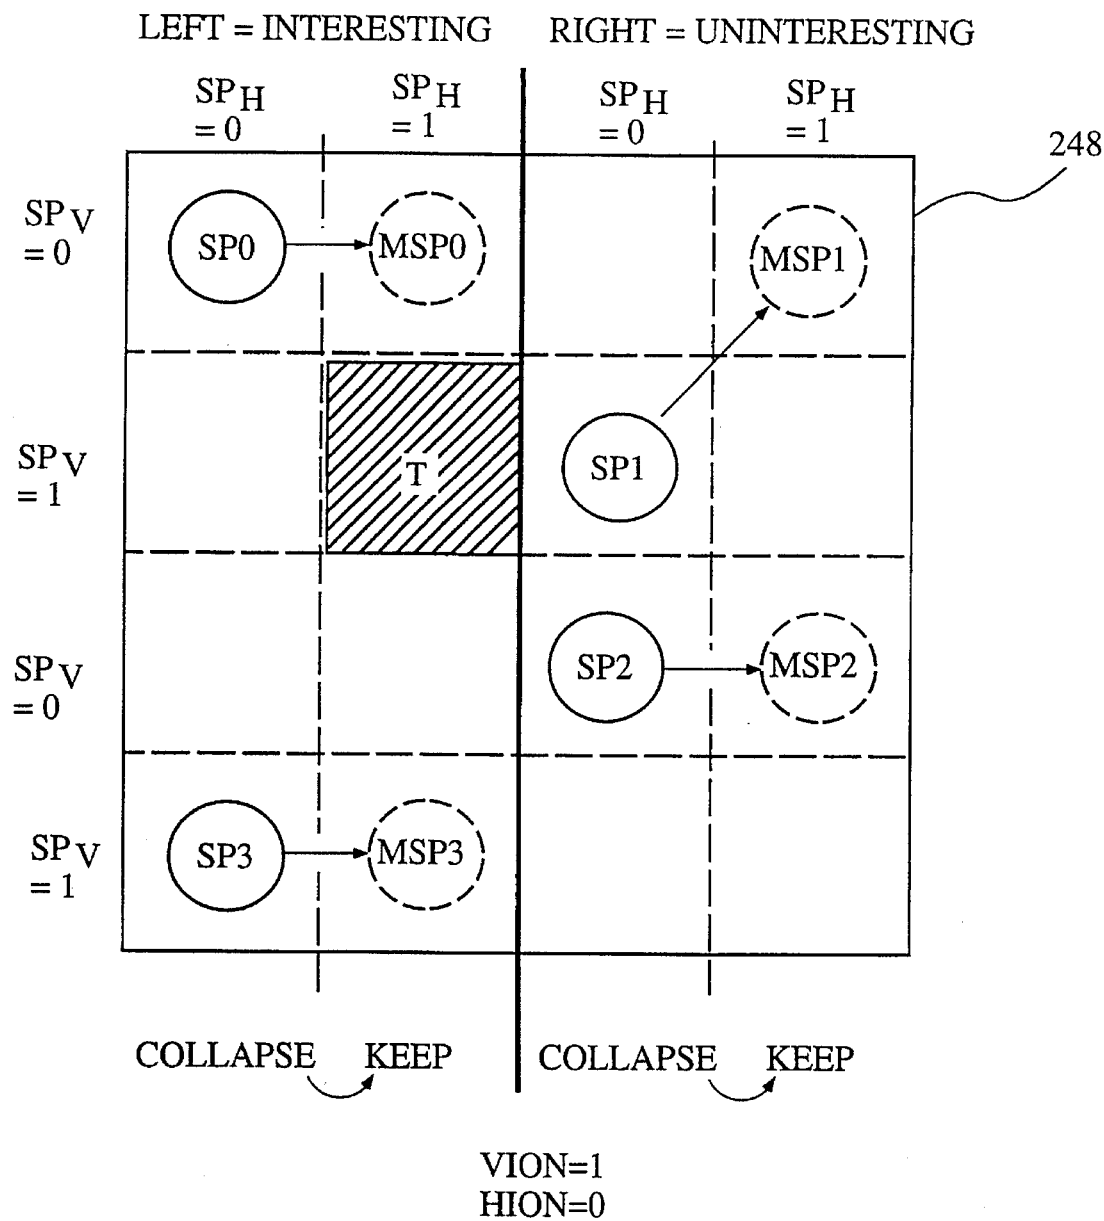 LEFT = INTERESTING RIGHT = UNINTERESTING
SPH = 0 SPH = 1 SPH = 0 SPH = 1
248
SPV = 0
SP0 MSP0 MSP1
SPV = 1
T SP1
SPV = 0
SP2 MSP2
SPV = 1
SP3 MSP3
COLLAPSE KEEP COLLAPSE KEEP
VION=1
HION=0